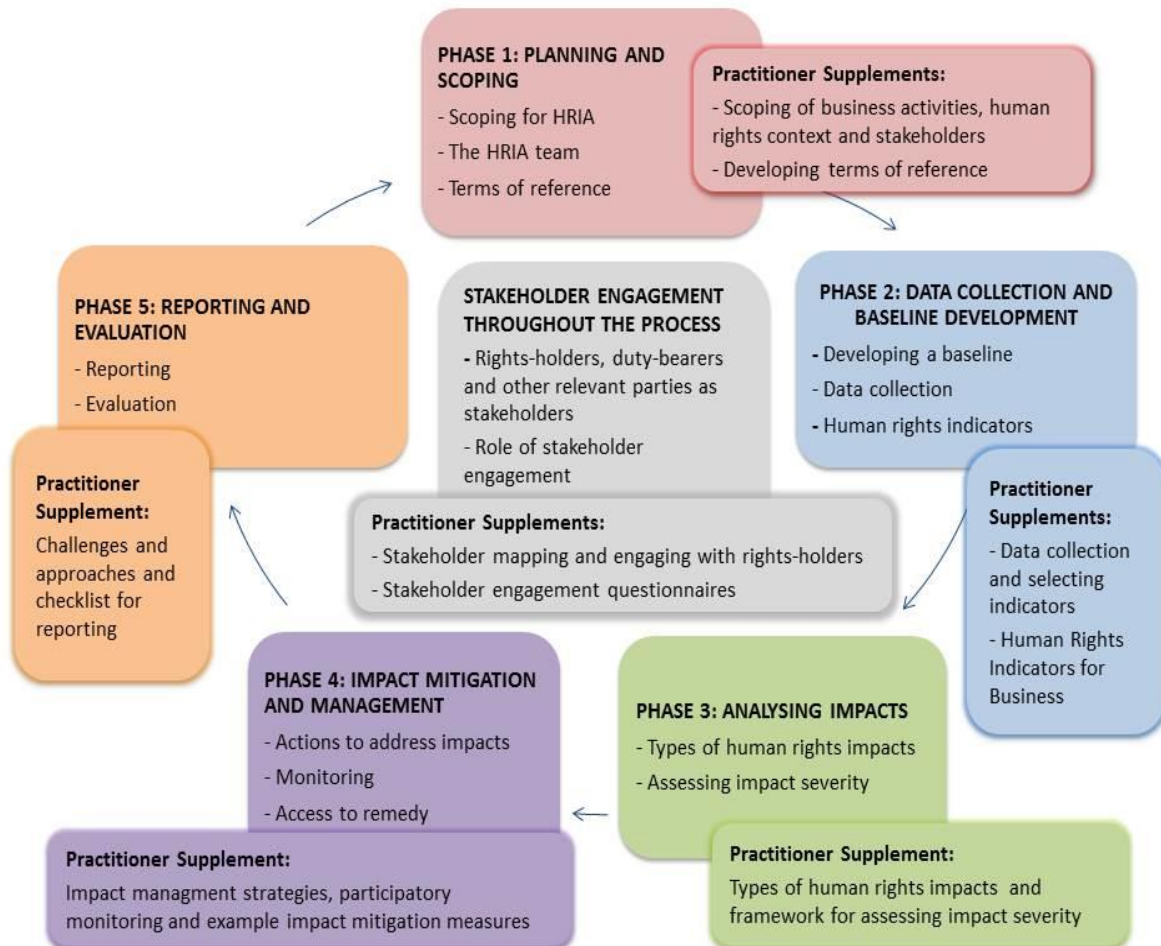 PHASE 1: PLANNING AND
SCOPING
- Scoping for HRIA
- The HRIA team
- Terms of reference
Practitioner Supplements:
- Scoping of business activities, human
rights context and stakeholders
- Developing terms of reference
PHASE 2: DATA COLLECTION AND
BASELINE DEVELOPMENT
- Developing a baseline
- Data collection
- Human rights indicators
Practitioner
Supplements:
- Data collection
and selecting
indicators
- Human Rights
Indicators for
Business
PHASE 3: ANALYSING IMPACTS
- Types of human rights impacts
- Assessing impact severity
Practitioner Supplement:
Types of human rights impacts and
framework for assessing impact severity
PHASE 4: IMPACT MITIGATION
AND MANAGEMENT
- Actions to address impacts
- Monitoring
- Access to remedy
Practitioner Supplement:
Impact managment strategies, participatory
monitoring and example impact mitigation measures
PHASE 5: REPORTING AND
EVALUATION
- Reporting
- Evaluation
Practitioner
Supplement:
Challenges and
approaches and
checklist for
reporting
STAKEHOLDER ENGAGEMENT
THROUGHOUT THE PROCESS
- Rights-holders, duty-bearers
and other relevant parties as
stakeholders
- Role of stakeholder
engagement
Practitioner Supplements:
- Stakeholder mapping and engaging with rights-holders
- Stakeholder engagement questionnaires